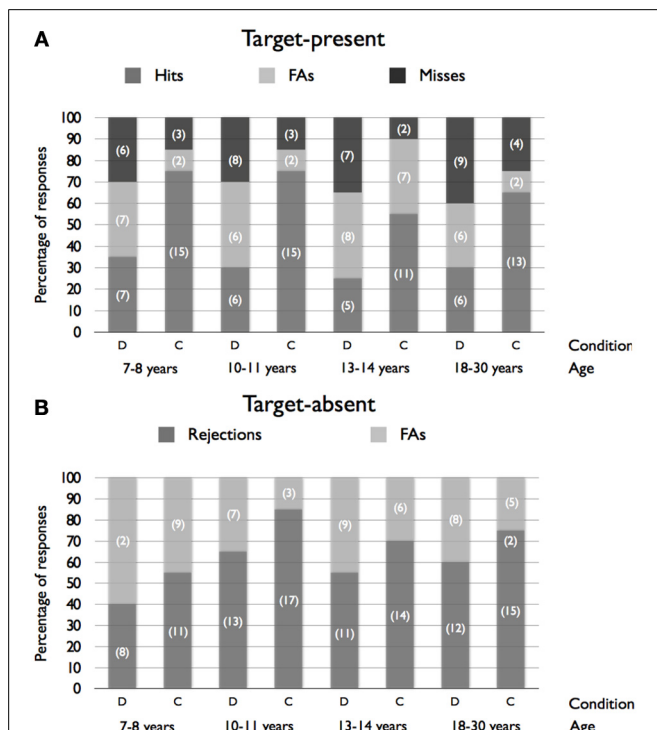 A Target-present
Hits FAs Misses
Percentage of responses
100
90
80
70
60
50
40
30
20
10
0
(6) (3) (8) (3) (7) (2) (9) (4)
(7) (2) (6) (2) (8) (7) (6) (2)
(7) (15) (6) (15) (5) (11) (6) (13)
D C D C D C D C Condition
7-8 years 10-11 years 13-14 years 18-30 years Age
B Target-absent
Rejections FAs
Percentage of responses
100
90
80
70
60
50
40
30
20
10
0
(2) (9) (7) (3) (9) (6) (8) (5)
(2)
(8) (11) (13) (17) (11) (14) (12) (15)
D C D C D C D C Condition
7-8 years 10-11 years 13-14 years 18-30 years Age